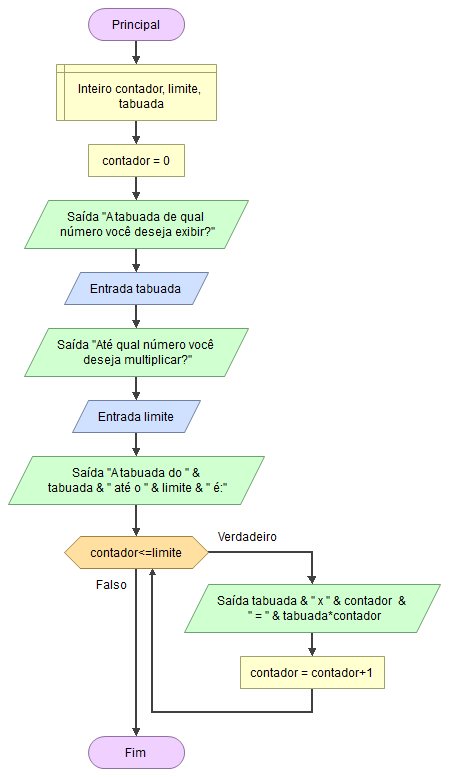 Principal
Inteiro contador, limite,
tabuada
contador = 0
Saída "A tabuada de qual
número você deseja exibir?"
Entrada tabuada
Saída "Até qual número você
deseja multiplicar?"
Entrada limite
Saída "A tabuada do " &
tabuada & " até o " & limite & " é:"
contador<=limite
Verdadeiro
Falso
Saída tabuada & " x " & contador &
" = " & tabuada*contador
contador = contador+1
Fim